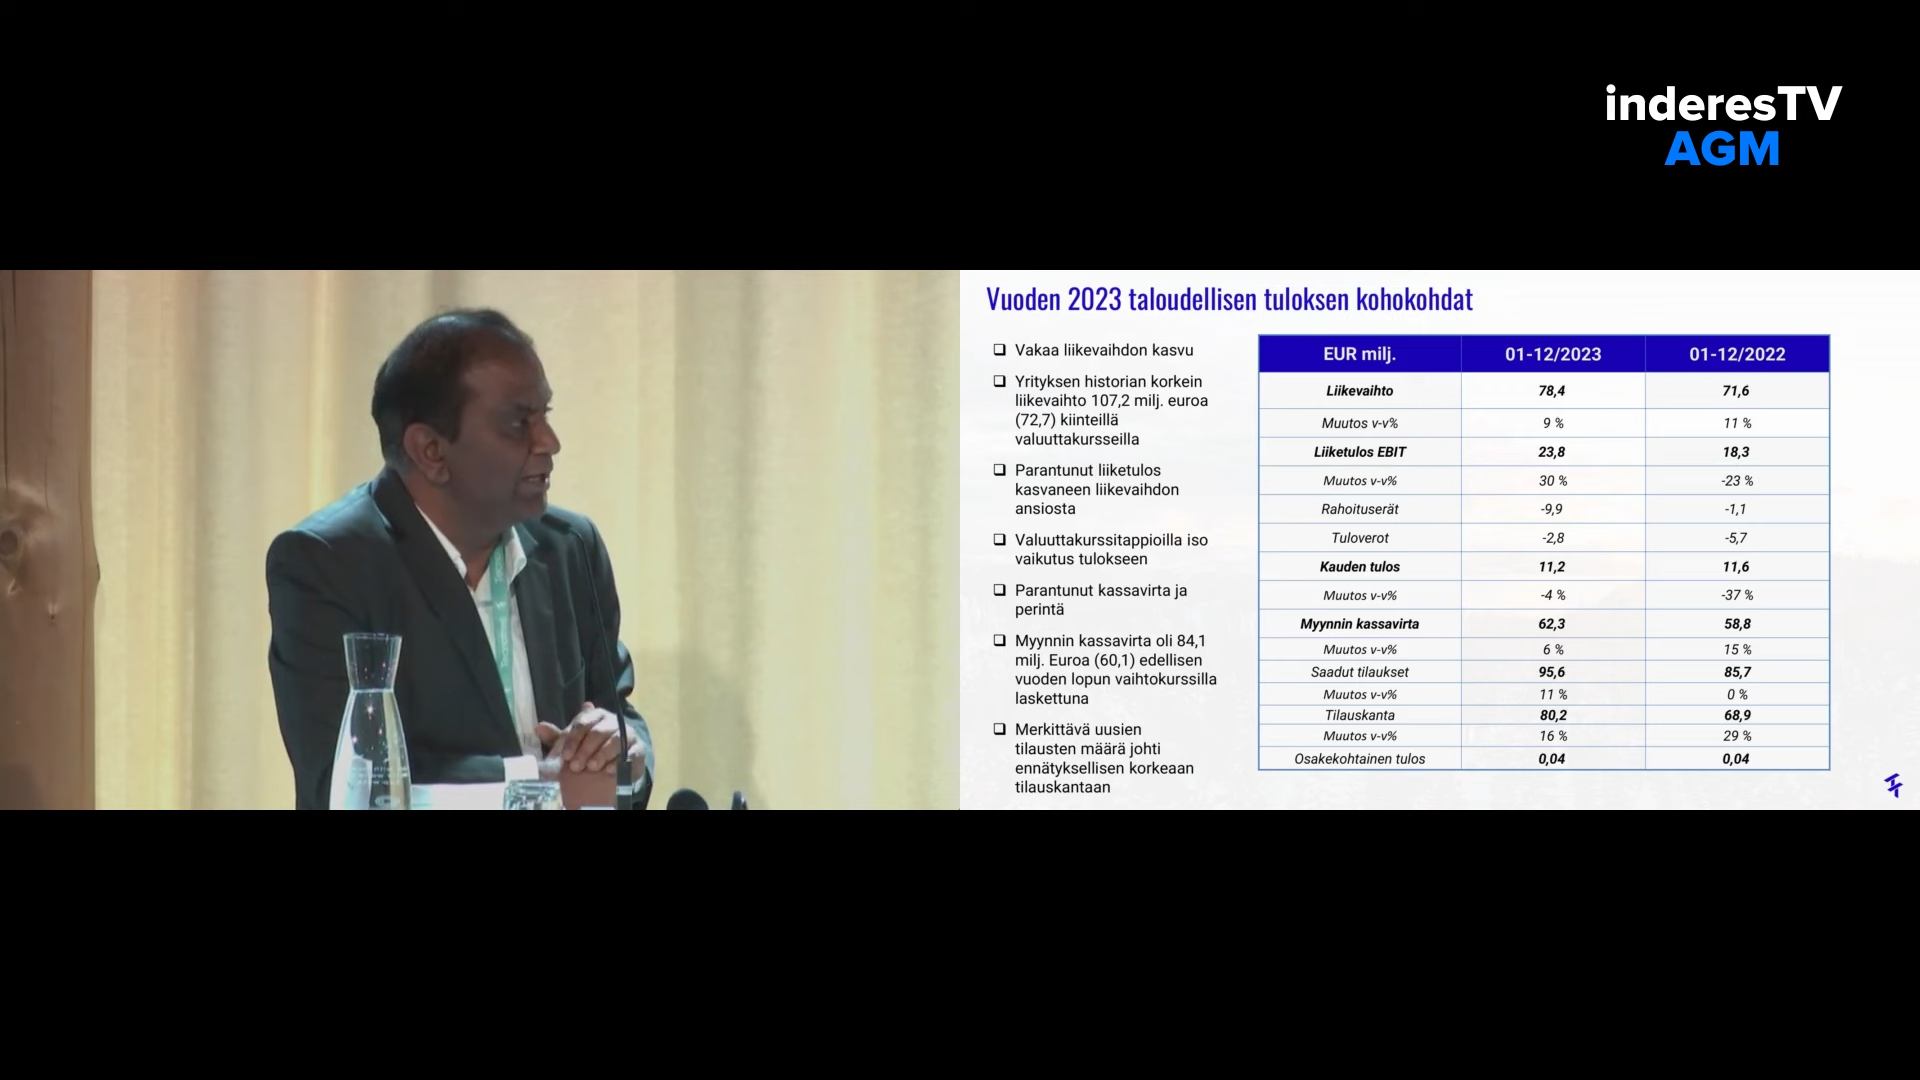 inderesTV
AGM
Vuoden 2023 taloudellisen tuloksen kohokohdat
❑ Vakaa liikevaihdon kasvu
❑ Yrityksen historian korkein
liikevaihto 107,2 milj. euroa
(72,7) kiinteillä
valuuttakursseilla
❑ Parantunut liiketulos
kasvaneen liikevaihdon
ansiosta
❑ Valuuttakurssitappioilla iso
vaikutus tulokseen
❑ Parantunut kassavirta ja
perintä
❑ Myynnin kassavirta oli 84,1
milj. Euroa (60,1) edellisen
vuoden lopun vaihtokurssilla
laskettuna
❑ Merkittävä uusien
tilausten määrä johti
ennätyksellisen korkeaan
tilauskantaan
EUR milj. 01-12/2023 01-12/2022
Liikevaihto 78,4 71,6
Muutos v-v% 9 % 11 %
Liiketulos EBIT 23,8 18,3
Muutos v-v% 30 % -23 %
Rahoituserät -9,9 -1,1
Tuloverot -2,8 -5,7
Kauden tulos 11,2 11,6
Muutos v-v% -4 % -37 %
Myynnin kassavirta 62,3 58,8
Muutos v-v% 6 % 15 %
Saadut tilaukset 95,6 85,7
Muutos v-v% 11 % 0 %
Tilauskanta 80,2 68,9
Muutos v-v% 16 % 29 %
Osakekohtainen tulos 0,04 0,04